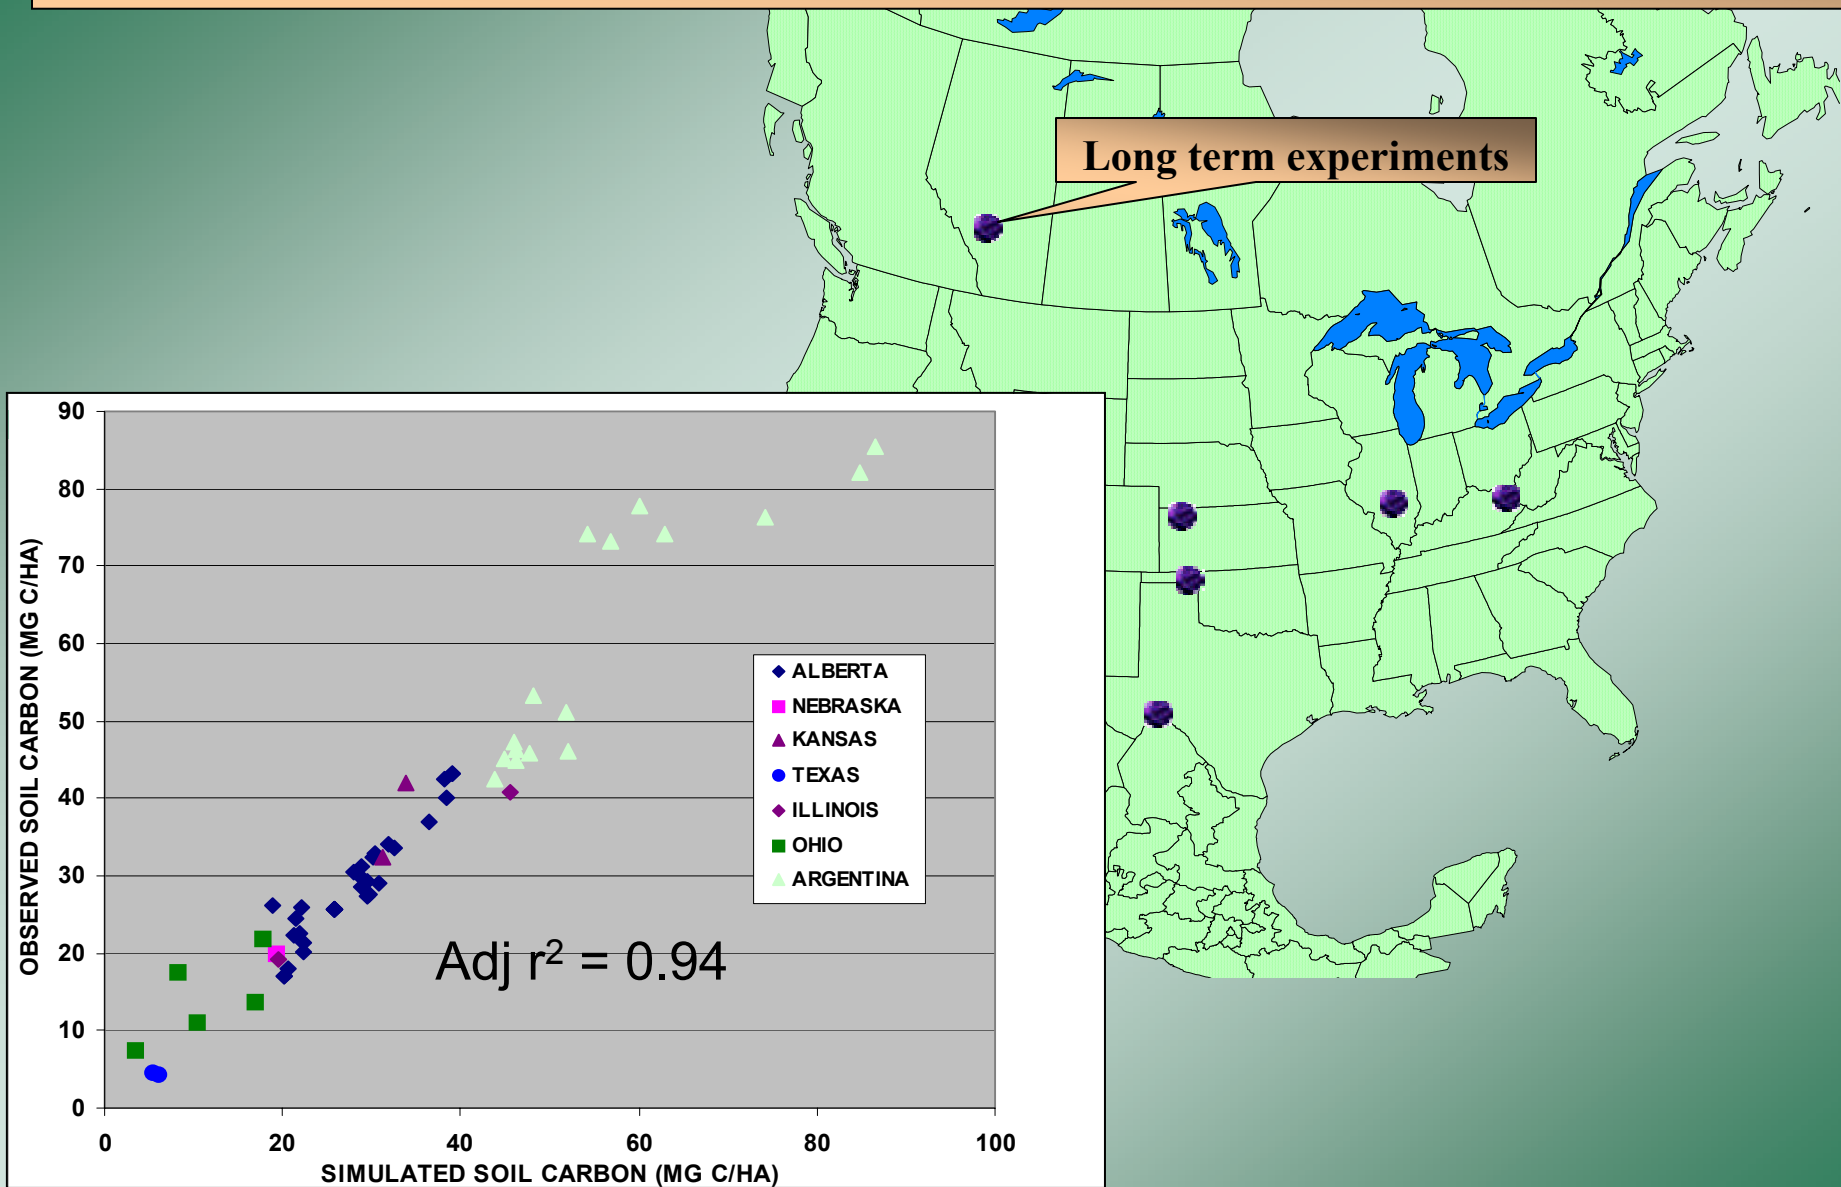 Long term experiments
90
80
70
60
50
40
30
20
10
0
OBSERVED SOIL CARBON (MG C/HA)
ALBERTA
NEBRASKA
KANSAS
TEXAS
ILLINOIS
OHIO
ARGENTINA
Adj r² = 0.94
0 20 40 60 80 100
SIMULATED SOIL CARBON (MG C/HA)